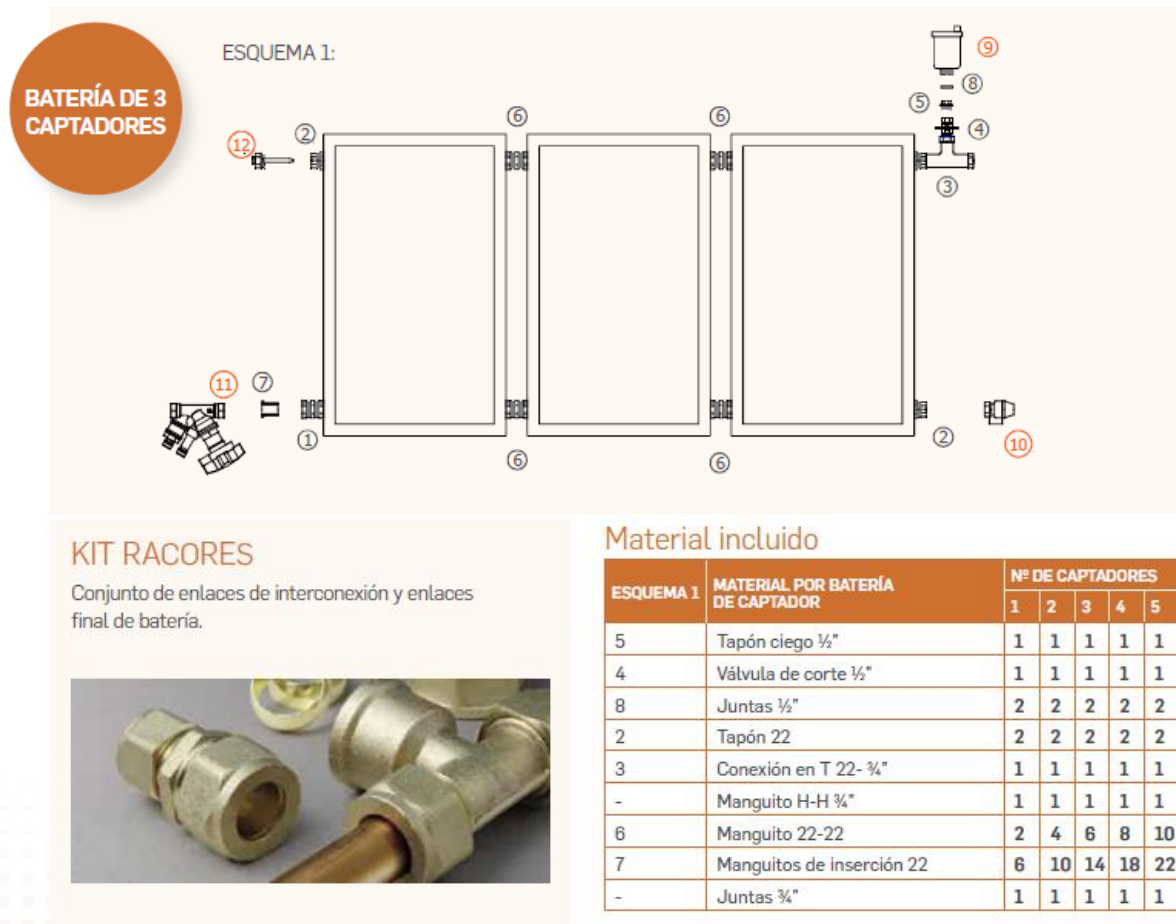 BATERÍA DE 3
CAPTADORES
ESQUEMA 1:
9
8
5
4
3
6
6
2
12
11
7
1
6
6
2
10
KIT RACORES
Conjunto de enlaces de interconexión y enlaces
final de batería.
Material incluido
ESQUEMA 1 MATERIAL POR BATERÍA DE CAPTADOR Nº DE CAPTADORES
1 2 3 4 5
5 Tapón ciego ½" 1 1 1 1 1
4 Válvula de corte ½" 1 1 1 1 1
8 Juntas ½" 2 2 2 2 2
2 Tapón 22 2 2 2 2 2
3 Conexión en T 22- ¾" 1 1 1 1 1
- Manguito H-H ¾" 1 1 1 1 1
6 Manguito 22-22 2 4 6 8 10
7 Manguitos de inserción 22 6 10 14 18 22
- Juntas ¾" 1 1 1 1 1